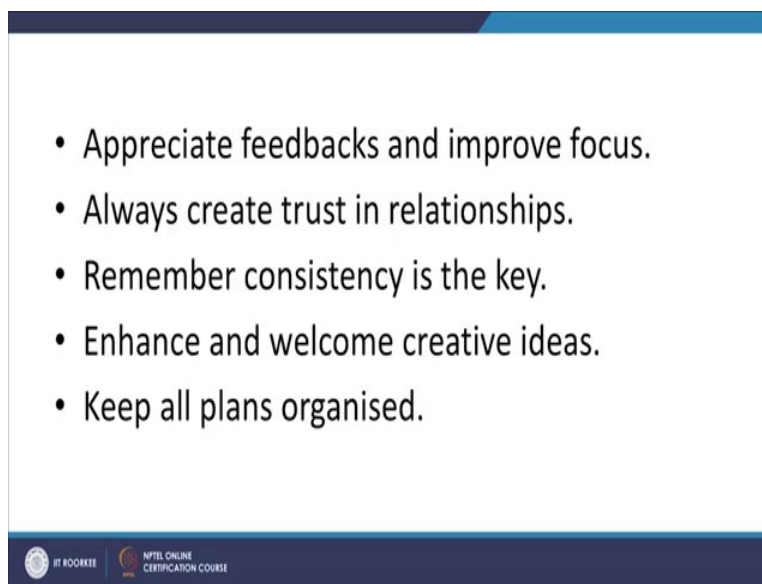 • Appreciate feedbacks and improve focus.
• Always create trust in relationships.
• Remember consistency is the key.
• Enhance and welcome creative ideas.
• Keep all plans organised.
IIT ROORKEE
NPTEL ONLINE
CERTIFICATION COURSE